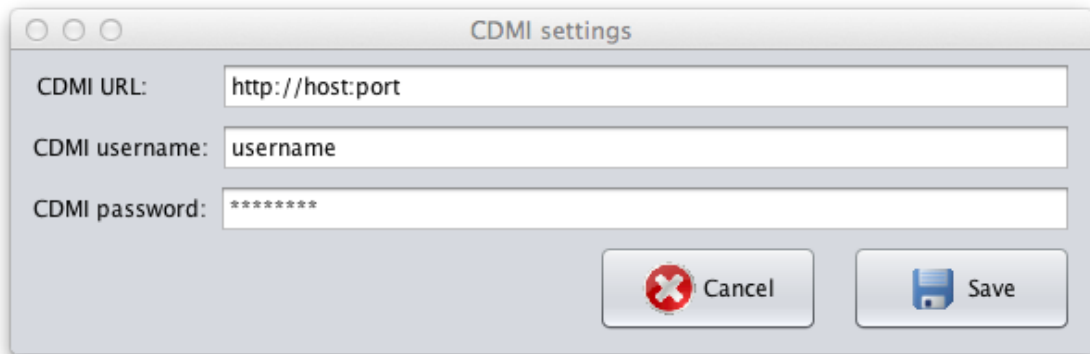 CDMI settings
CDMI URL: http://host:port
CDMI username: username
CDMI password: ********
Cancel Save